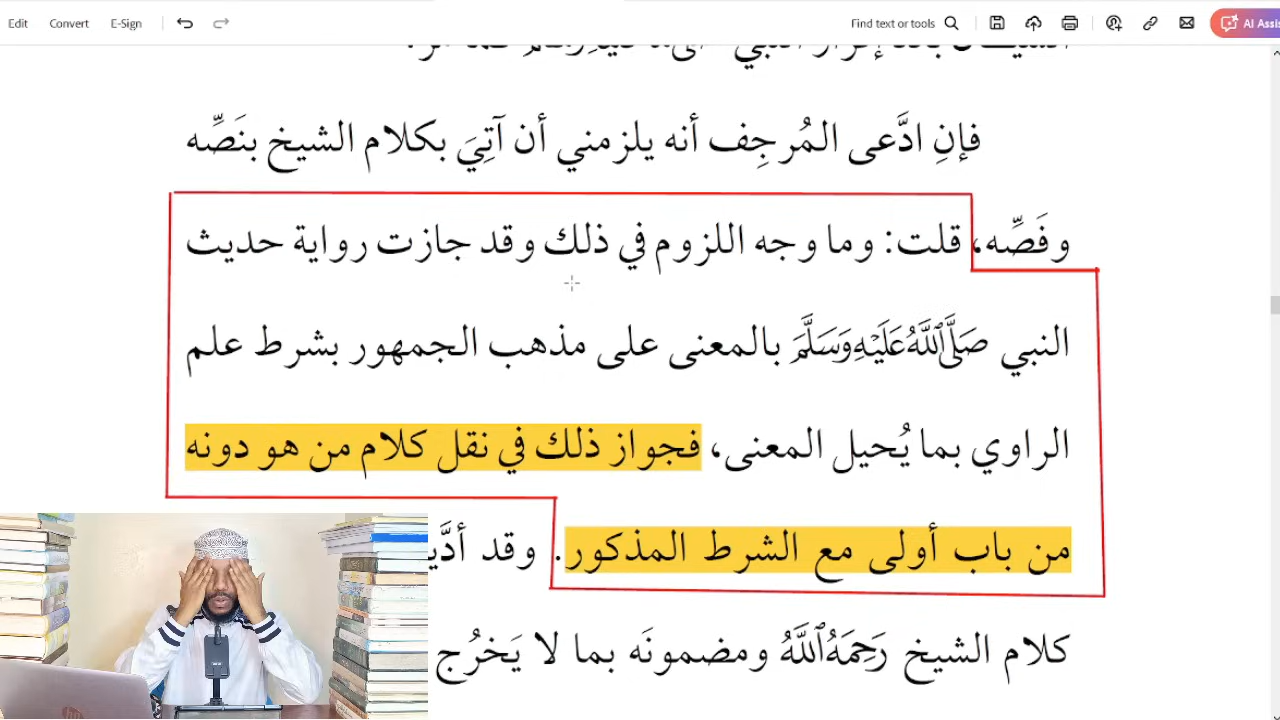 Edit Convert E-Sign Find text or tools AI Assis
فإنِ ادَّعى المُرجِف أنه يلزمني أن آتِيَ بكلام الشيخ بنَصِّه
وفَصِّه، قلت: وما وجه اللزوم في ذلك وقد جازت رواية حديث
النبي صَلَّىٱللَّهُعَلَيْهِوَسَلَّمَ بالمعنى على مذهب الجمهور بشرط علم
الراوي بما يُحيل المعنى، فجواز ذلك في نقل كلام من هو دونه
من باب أولى مع الشرط المذكور. وقد أدَّي
كلام الشيخ رَحِمَهُٱللَّهُ ومضمونَه بما لا يَخرُج